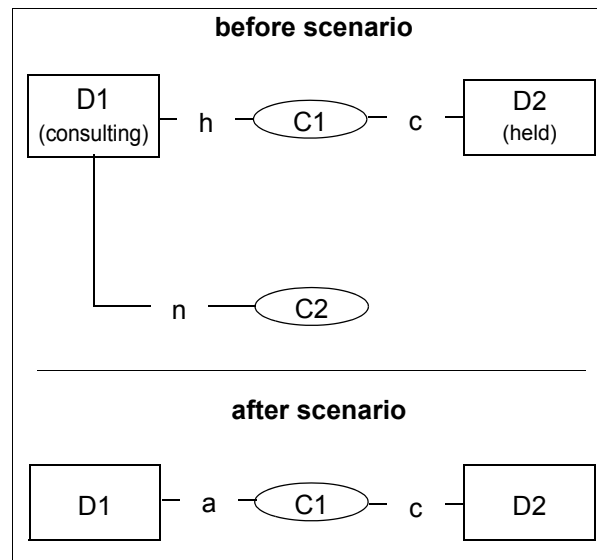 before scenario
D1 h C1 c D2
(consulting) (held)
n C2
after scenario
D1 a C1 c D2